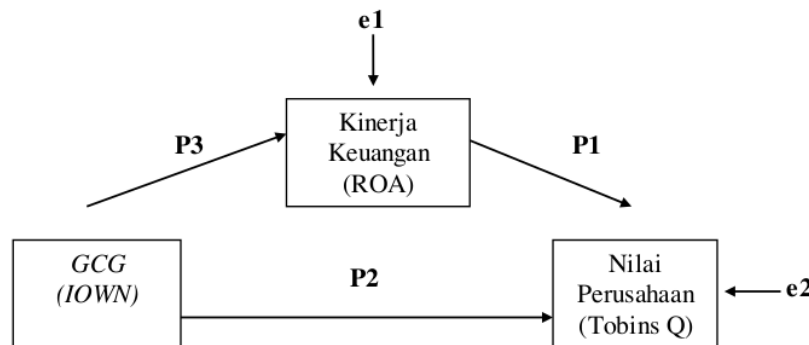 e1
Kinerja
Keuangan
(ROA)
P3
P1
GCG
(IOWN)
P2
Nilai
Perusahaan
(Tobins Q)
e2